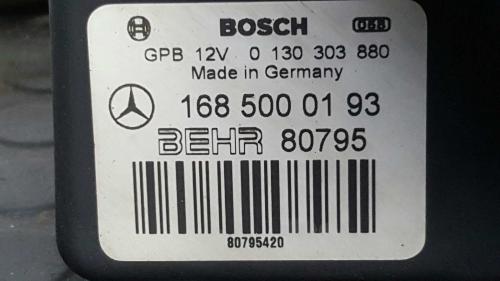 BOSCH
GPB 12V 0 130 303 880
Made in Germany
168 500 01 93
BEHR 80795
80795420